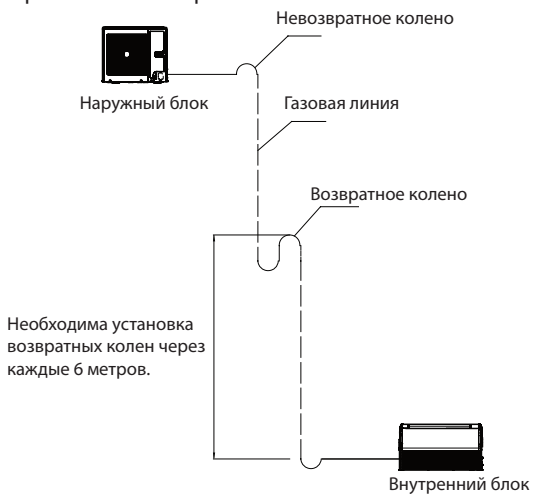 Невозвратное колено
Наружный блок
Газовая линия
Возвратное колено
Необходима установка
возвратных колен через
каждые 6 метров.
Внутренний блок